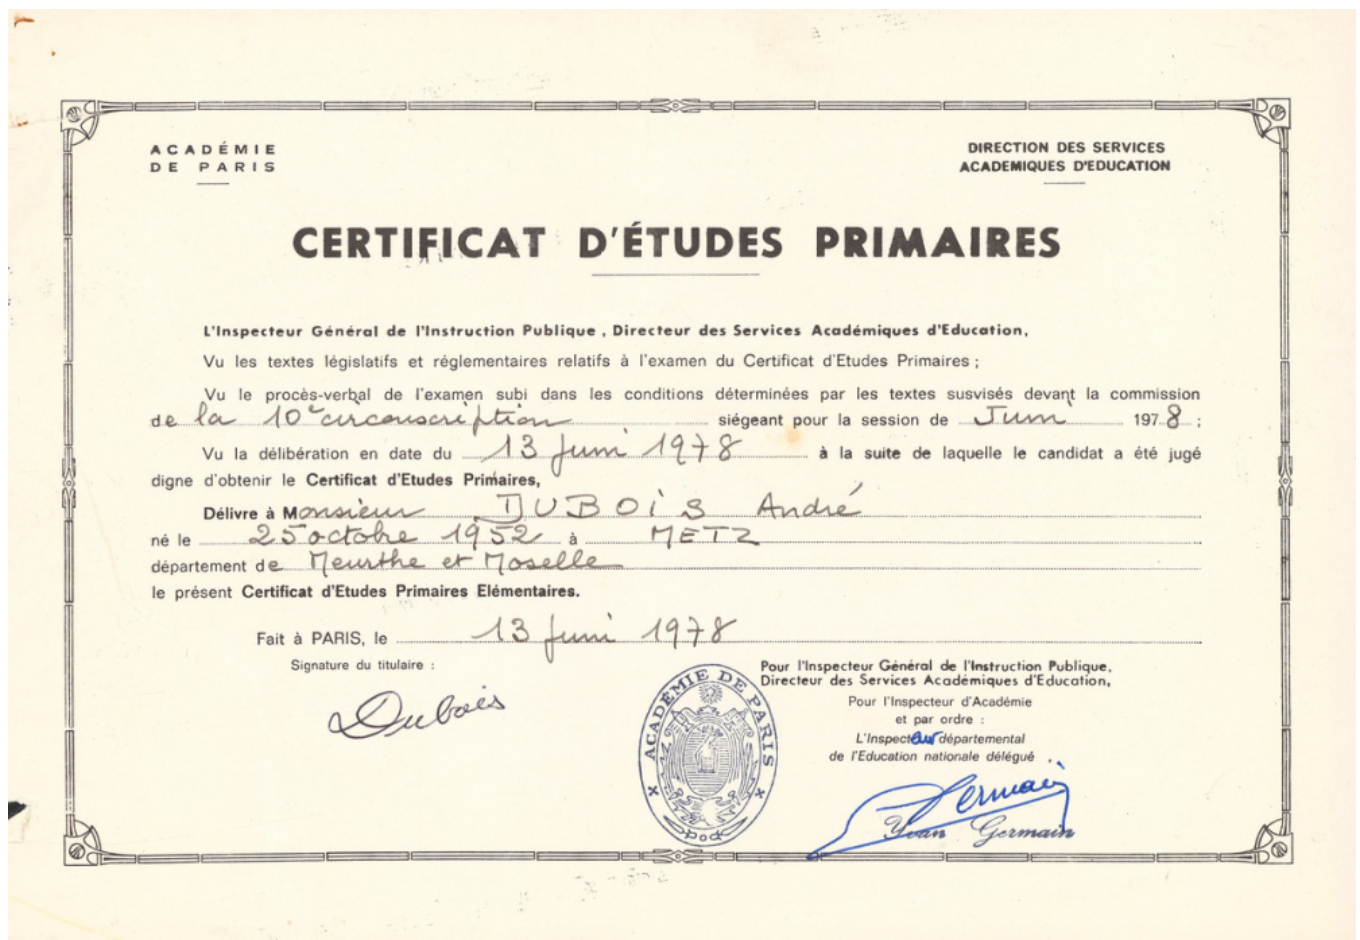 ACADÉMIE
DE PARIS
DIRECTION DES SERVICES
ACADEMIQUES D'EDUCATION
CERTIFICAT D'ÉTUDES PRIMAIRES
L'Inspecteur Général de l'Instruction Publique, Directeur des Services Académiques d'Education,
Vu les textes législatifs et réglementaires relatifs à l'examen du Certificat d'Etudes Primaires ;
Vu le procès-verbal de l'examen subi dans les conditions déterminées par les textes susvisés devant la commission
de la 10e circonscription siégeant pour la session de Juin 1978 ;
Vu la délibération en date du 13 Juin 1978 à la suite de laquelle le candidat a été jugé
digne d'obtenir le Certificat d'Etudes Primaires,
Délivre à Monsieur DUBOIS André
né le 25 octobre 1952 à METZ
département de Meurthe et Moselle
le présent Certificat d'Etudes Primaires Elémentaires.
Fait à PARIS, le 13 Juin 1978
Signature du titulaire :
Dubois
ACADÉMIE DE PARIS
Pour l'Inspecteur Général de l'Instruction Publique,
Directeur des Services Académiques d'Education,
Pour l'Inspecteur d'Académie
et par ordre :
L'Inspecteur départemental
de l'Education nationale délégué
Germain
Yvan Germain